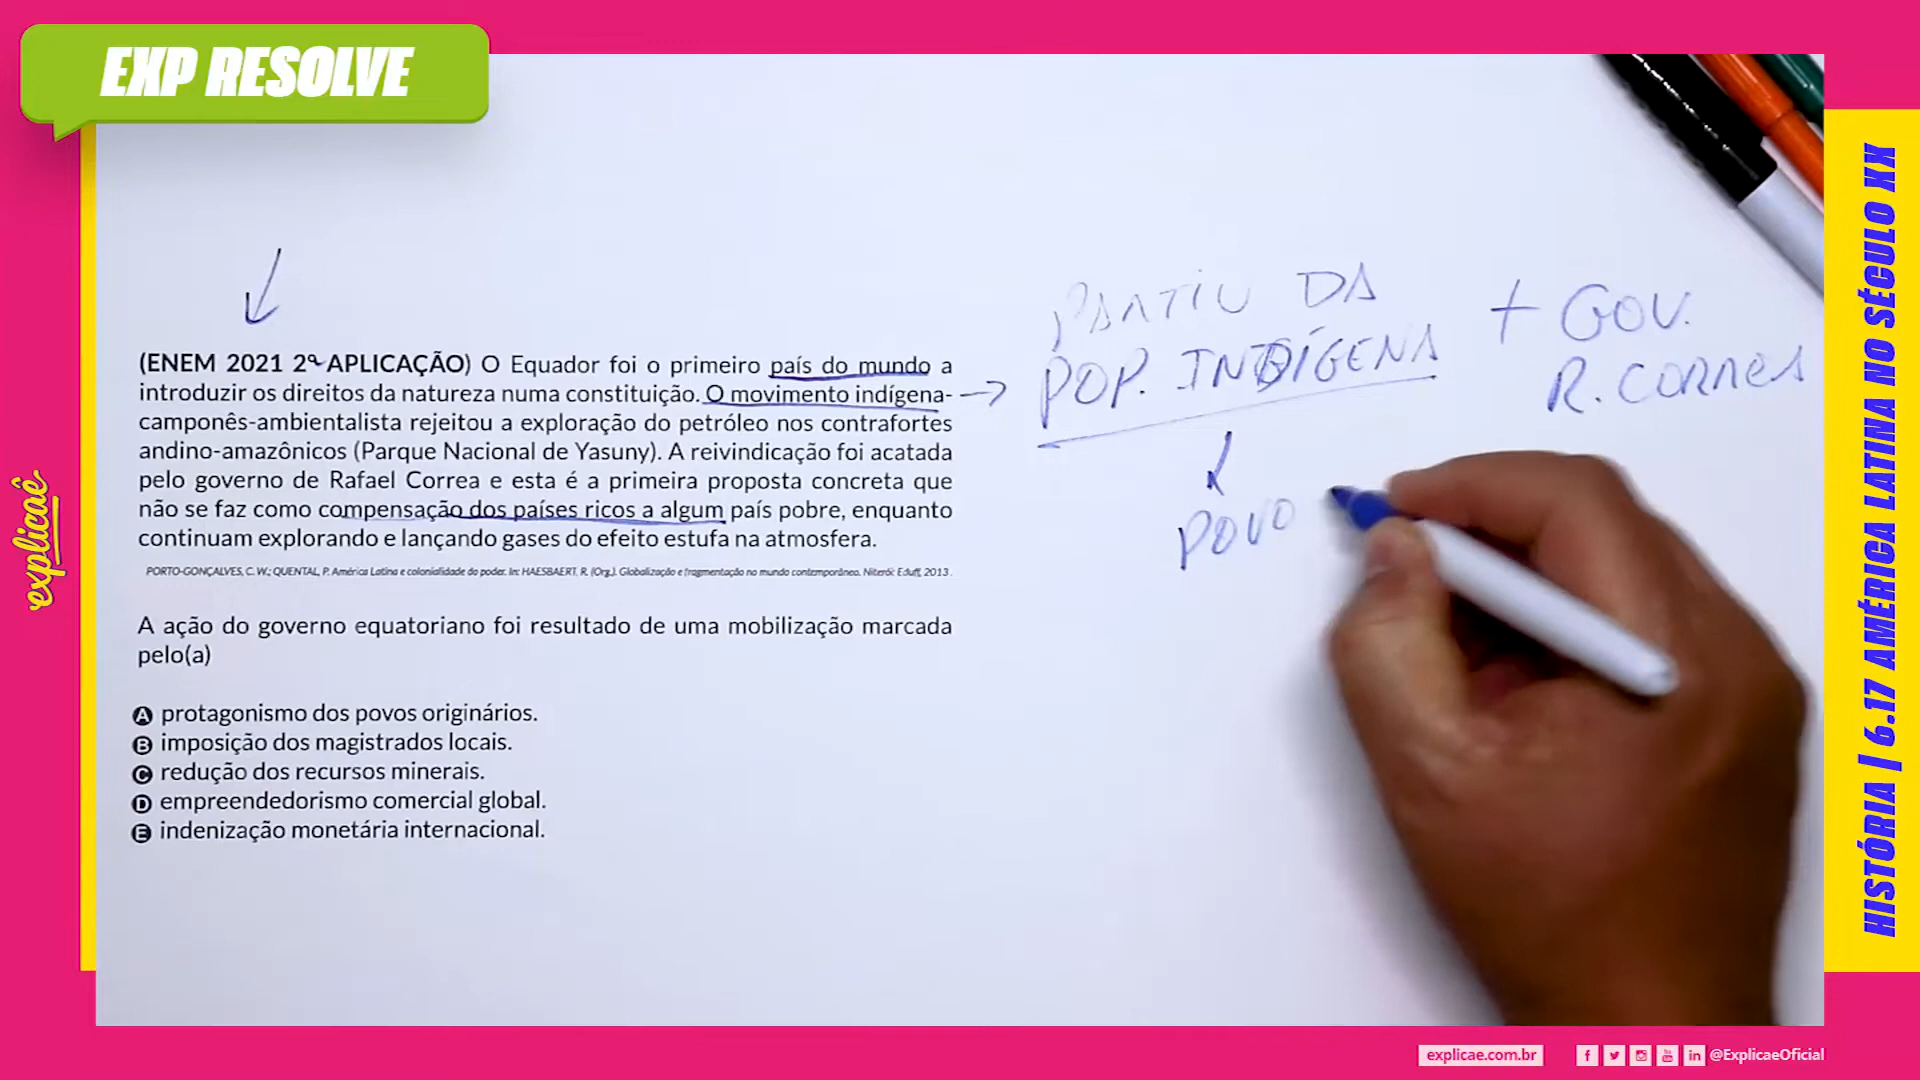 EXP RESOLVE
(ENEM 2021 2ª APLICAÇÃO) O Equador foi o primeiro país do mundo a
introduzir os direitos da natureza numa constituição. O movimento indígena-
camponês-ambientalista rejeitou a exploração do petróleo nos contrafortes
andino-amazônicos (Parque Nacional de Yasuny). A reivindicação foi acatada
pelo governo de Rafael Correa e esta é a primeira proposta concreta que
não se faz como compensação dos países ricos a algum país pobre, enquanto
continuam explorando e lançando gases do efeito estufa na atmosfera.
PORTO-GONÇALVES, C. W.; QUENTAL, P. América Latina e colonialidade do poder. In: HAESBAERT, R. (Org.). Globalização e fragmentação no mundo contemporâneo. Niterói: Eduff, 2013.
A ação do governo equatoriano foi resultado de uma mobilização marcada
pelo(a)
A protagonismo dos povos originários.
B imposição dos magistrados locais.
C redução dos recursos minerais.
D empreendedorismo comercial global.
E indenização monetária internacional.
PARTIU DA
POP. INDÍGENA
+ GOV.
R. CORREA
POVO
explicaê
HISTÓRIA | 6.17 AMÉRICA LATINA NO SÉCULO XX
explicae.com.br
@ExplicaeOficial